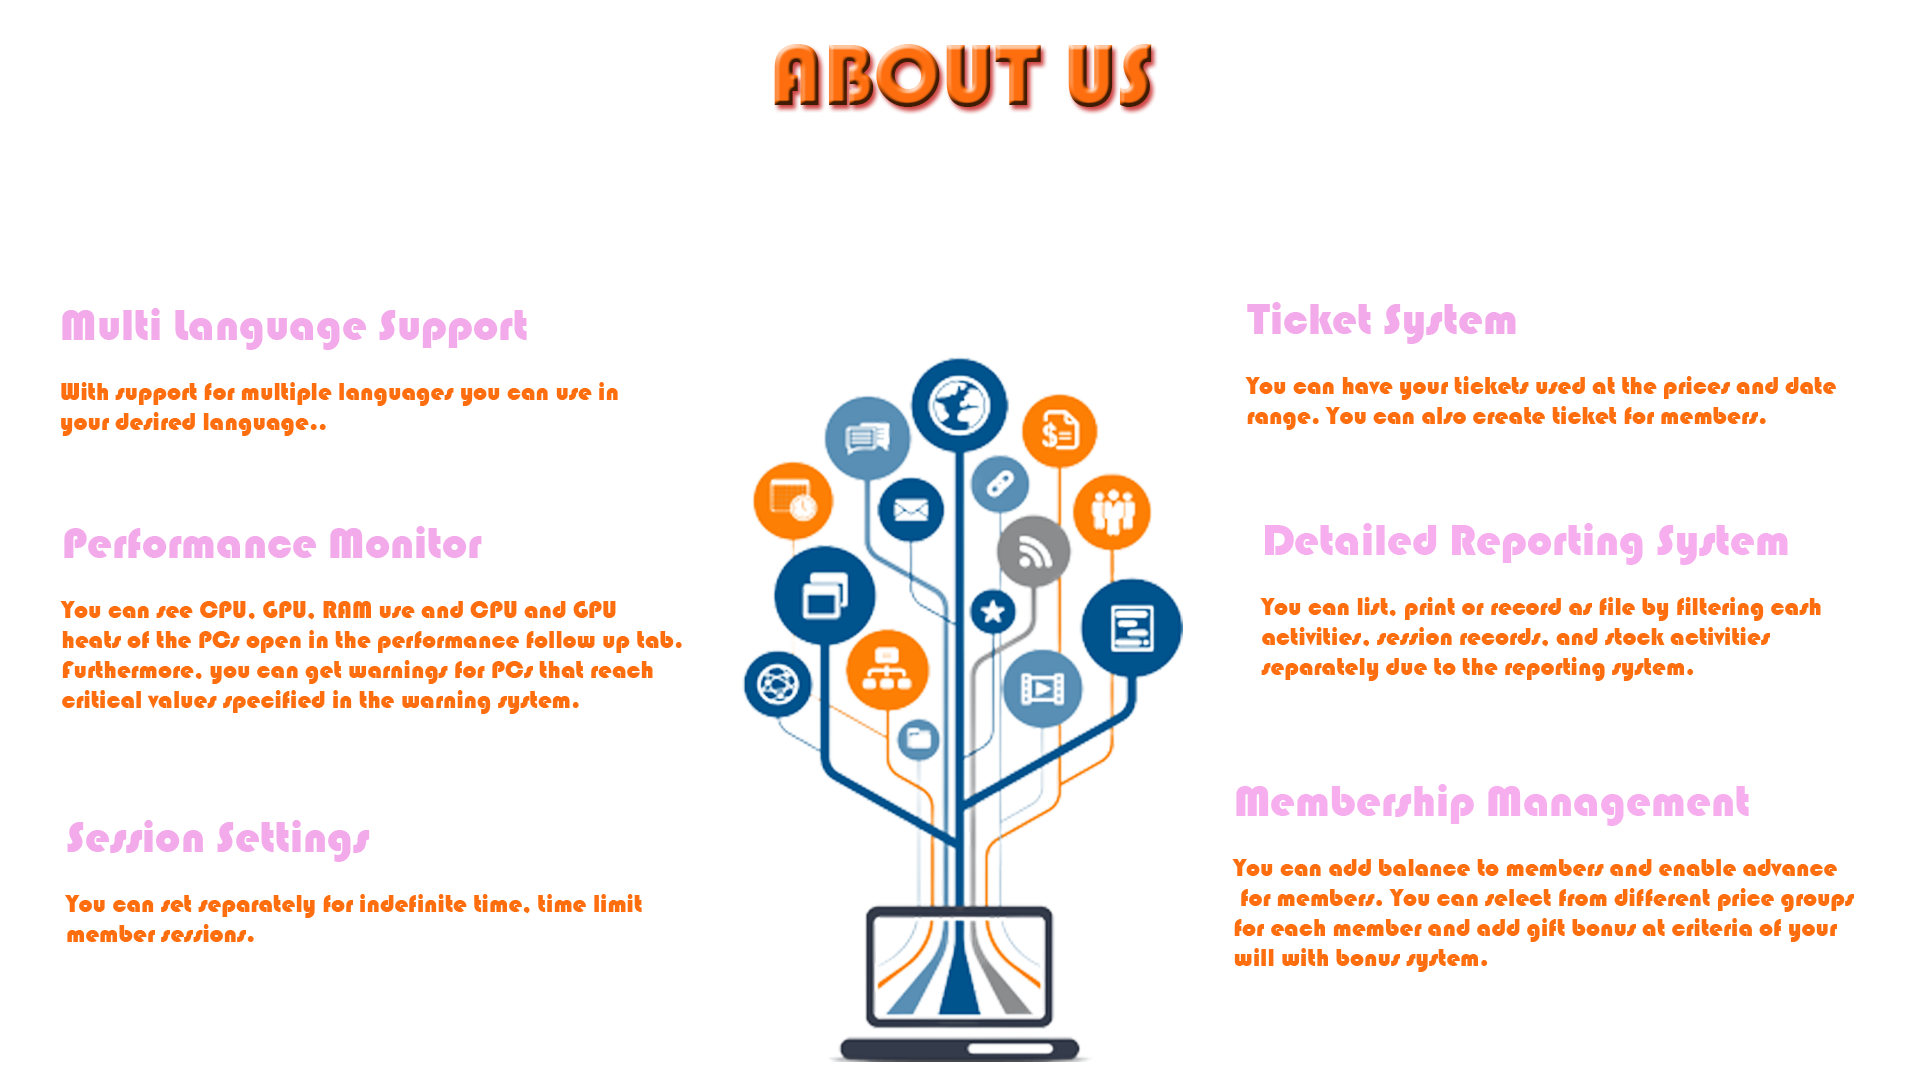 ABOUT US
Multi Language Support
With support for multiple languages you can use in
your desired language..
Performance Monitor
You can see CPU, GPU, RAM use and CPU and GPU
heats of the PCs open in the performance follow up tab.
Furthermore, you can get warnings for PCs that reach
critical values specified in the warning system.
Session Settings
You can set separately for indefinite time, time limit
member sessions.
Ticket System
You can have your tickets used at the prices and date
range. You can also create ticket for members.
Detailed Reporting System
You can list, print or record as file by filtering cash
activities, session records, and stock activities
separately due to the reporting system.
Membership Management
You can add balance to members and enable advance
for members. You can select from different price groups
for each member and add gift bonus at criteria of your
will with bonus system.